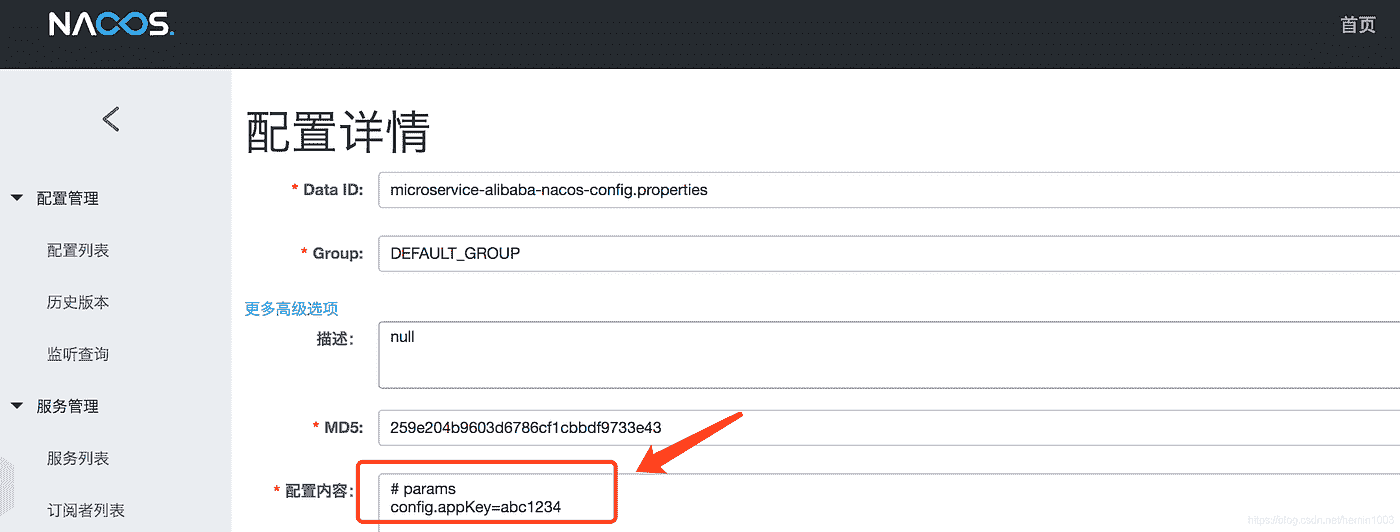 NACOS.
首页
配置详情
配置管理
配置列表
历史版本
监听查询
服务管理
服务列表
订阅者列表
* Data ID: microservice-alibaba-nacos-config.properties
* Group: DEFAULT_GROUP
更多高级选项
描述: null
* MD5: 259e204b9603d6786cf1cbbdf9733e43
* 配置内容: # params
config.appKey=abc1234
https://blog.csdn.net/hemin1003